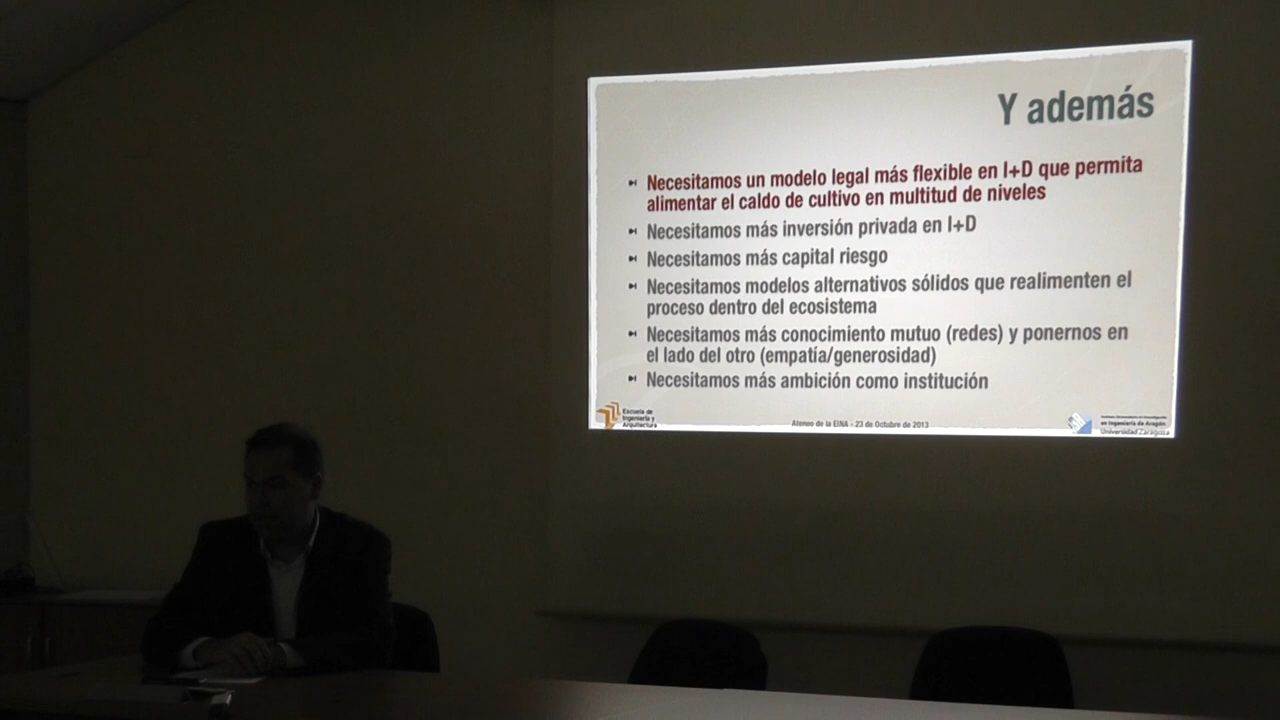 Y además
Necesitamos un modelo legal más flexible en I+D que permita
alimentar el caldo de cultivo en multitud de niveles
Necesitamos más inversión privada en I+D
Necesitamos más capital riesgo
Necesitamos modelos alternativos sólidos que realimenten el
proceso dentro del ecosistema
Necesitamos más conocimiento mutuo (redes) y ponernos en
el lado del otro (empatía/generosidad)
Necesitamos más ambición como institución
Escuela de
Ingeniería y
Arquitectura
Ateneo de la EINA - 23 de Octubre de 2013
Instituto Universitario de Investigación
en Ingeniería de Aragón
Universidad Zaragoza